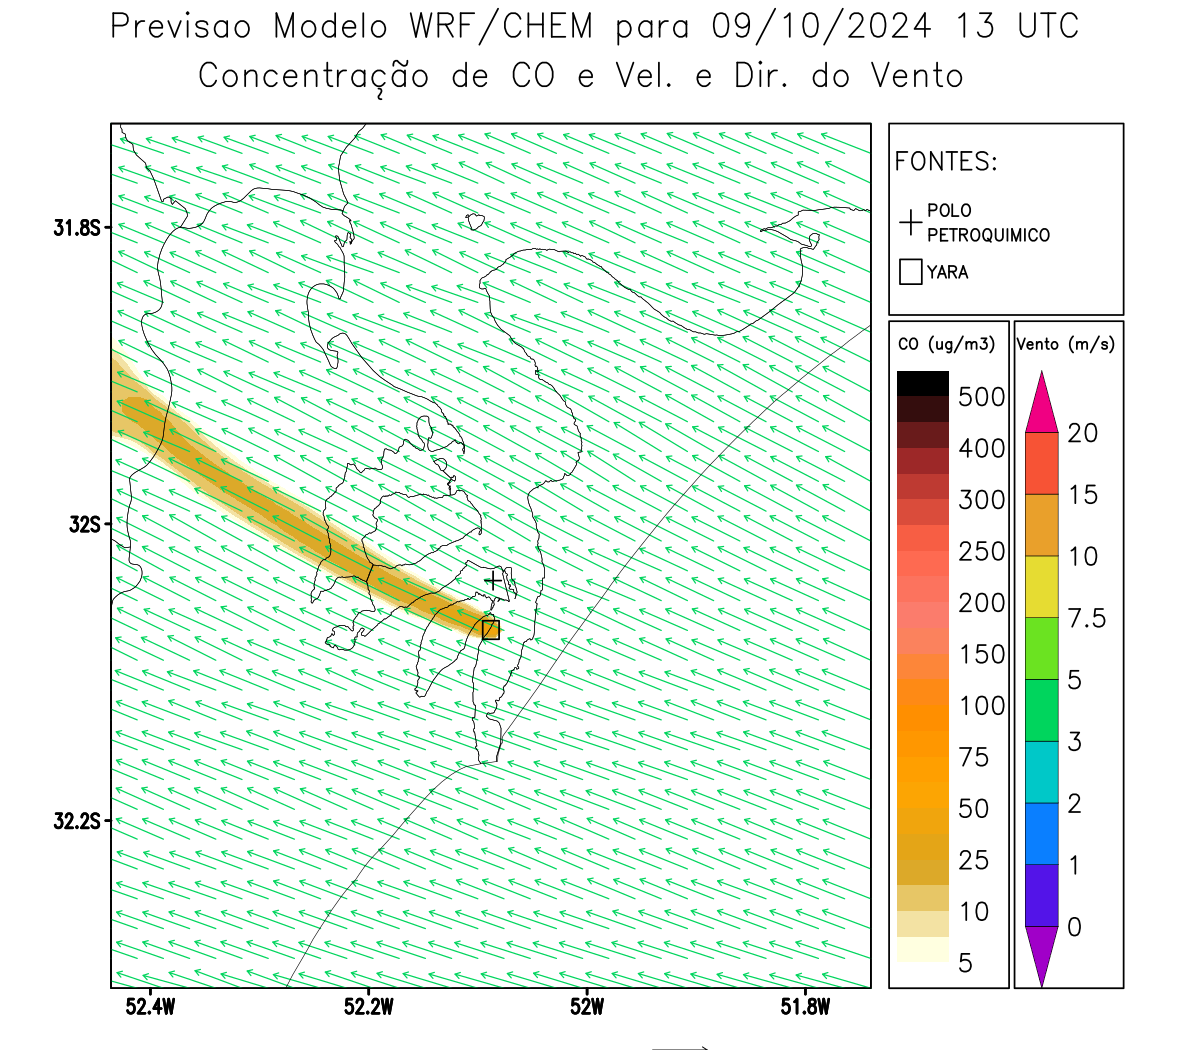 Previsao Modelo WRF/CHEM para 09/10/2024 13 UTC
Concentração de CO e Vel. e Dir. do Vento
FONTES:
POLO
PETROQUIMICO
YARA
CO (ug/m3)
500
400
300
250
200
150
100
75
50
25
10
5
Vento (m/s)
20
15
10
7.5
5
3
2
1
0
31.8S
32S
32.2S
52.4W
52.2W
52W
51.8W